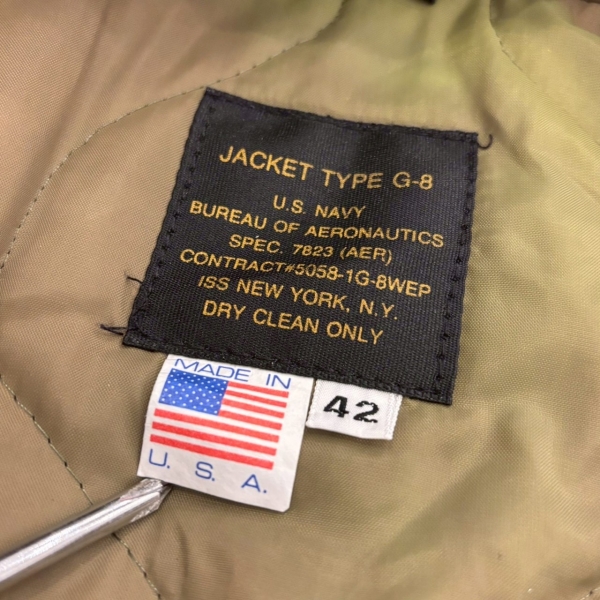 JACKET TYPE G-8
U.S. NAVY
BUREAU OF AERONAUTICS
SPEC. 7823 (AER)
CONTRACT#5058-1G-8WEP
ISS NEW YORK, N.Y.
DRY CLEAN ONLY
MADE IN
U. S. A.
42